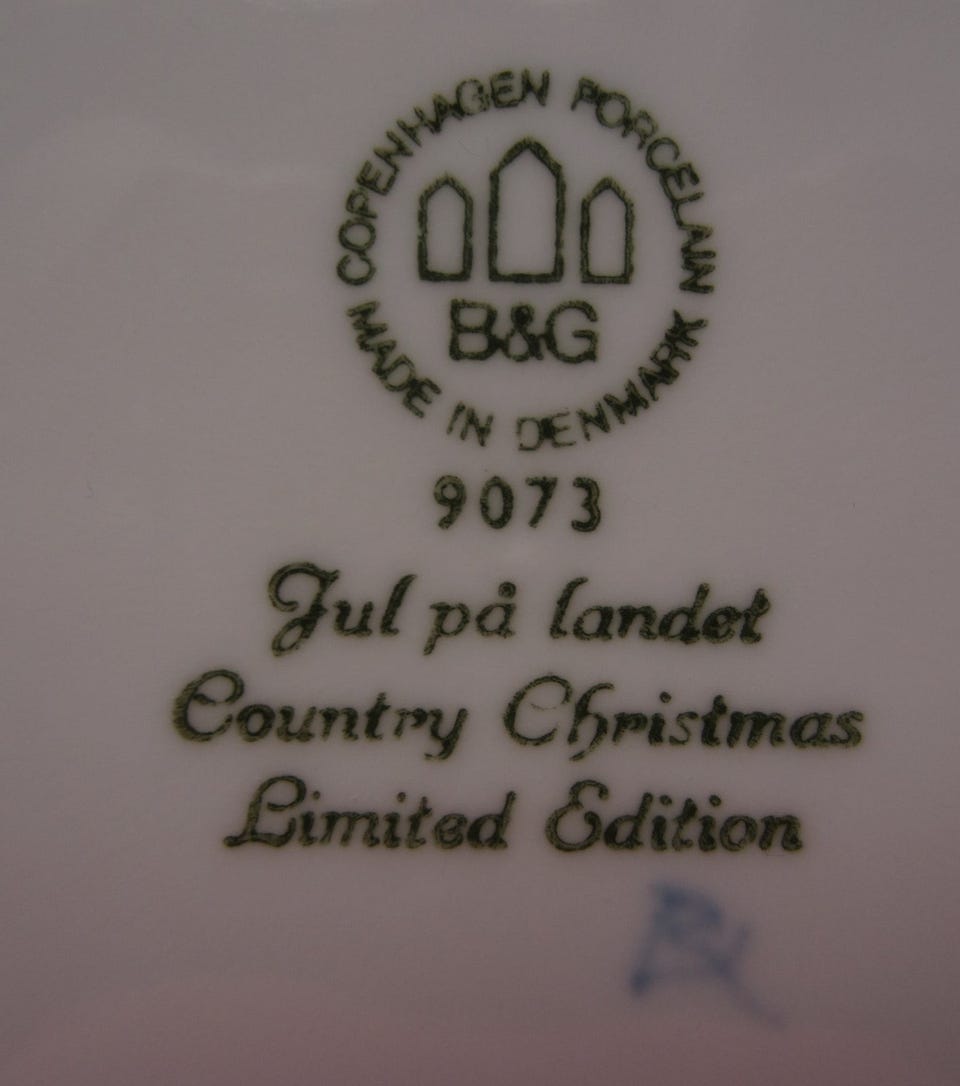 COPENHAGEN PORCELAIN
B&G
MADE IN DENMARK
9073
Jul på landet
Country Christmas
Limited Edition